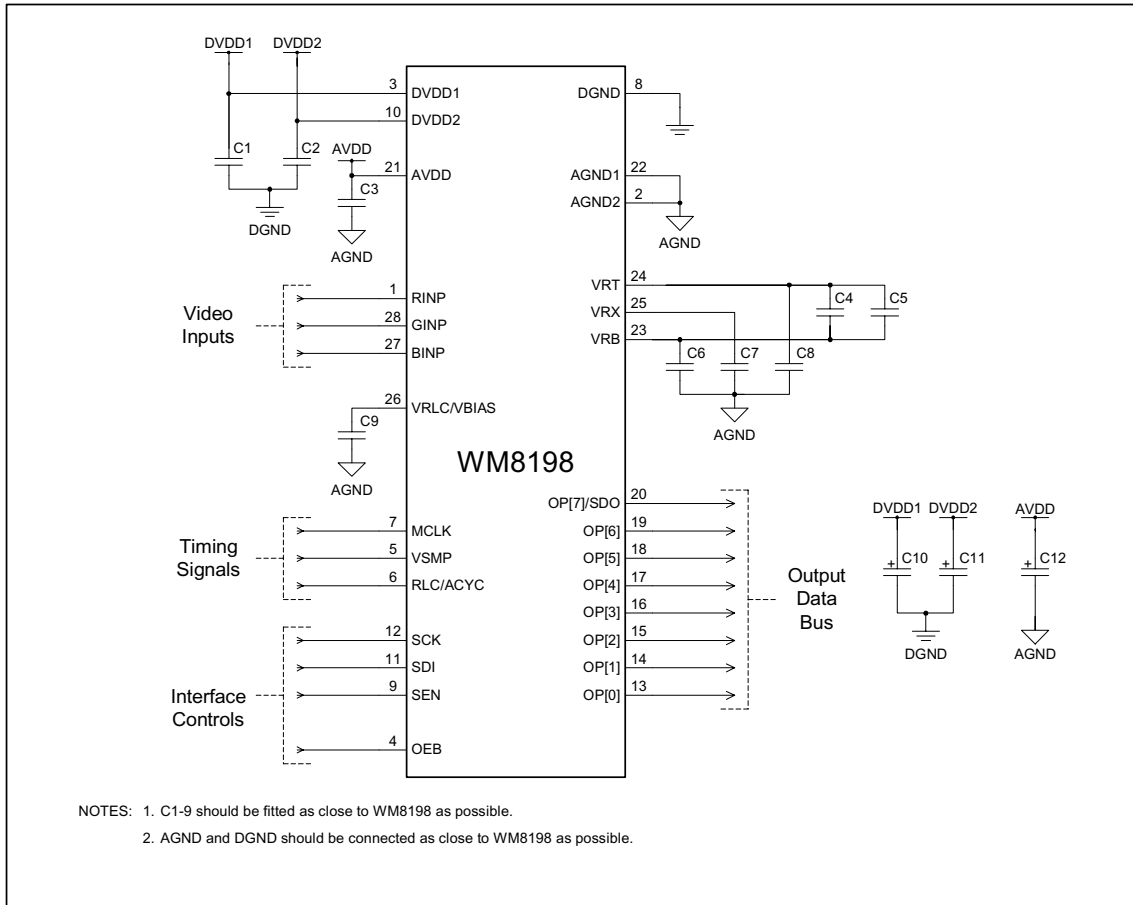 DVDD1 DVDD2
3 DVDD1
10 DVDD2
C1 C2
DGND
AVDD
21 AVDD
C3
AGND
DGND 8
AGND1 22
AGND2 2
AGND
Video
Inputs
1 RINP
28 GINP
27 BINP
VRT 24
VRX 25
VRB 23
C4 C5
C6 C7 C8
AGND
26 VRLC/VBIAS
C9
AGND
WM8198
Timing
Signals
7 MCLK
5 VSMP
6 RLC/ACYC
Interface
Controls
12 SCK
11 SDI
9 SEN
4 OEB
OP[7]/SDO 20
OP[6] 19
OP[5] 18
OP[4] 17
OP[3] 16
OP[2] 15
OP[1] 14
OP[0] 13
Output
Data
Bus
DVDD1 DVDD2 AVDD
+ C10 + C11 + C12
DGND AGND
NOTES: 1. C1-9 should be fitted as close to WM8198 as possible.
2. AGND and DGND should be connected as close to WM8198 as possible.